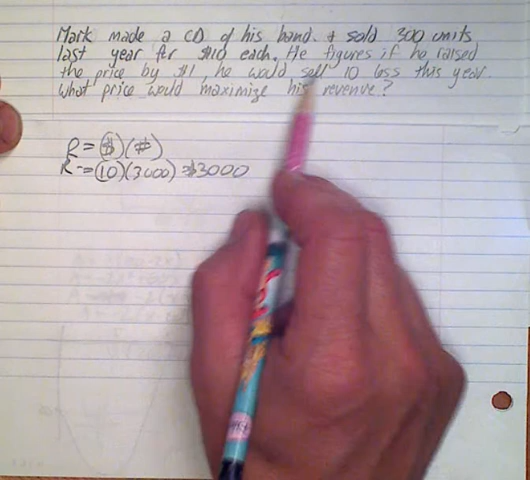 Mark made a CD of his band. & sold 300 units
last year for $10 each. He figures if he raised
the price by $1, he would sell 10 less this year.
What price would maximize his revenue?
R = ($)(#)
R = (10)(300) = $3000